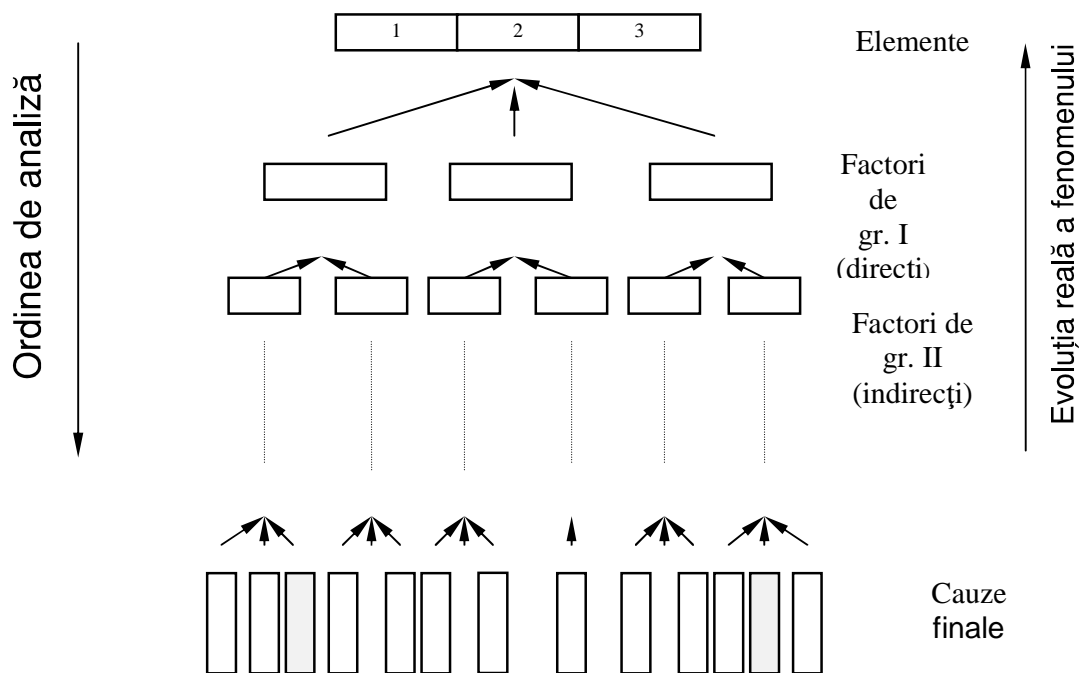 1 2 3
Elemente
Ordinea de analiză
Evoluția reală a fenomenului
Factori
de
gr. I
(direcți)
Factori de
gr. II
(indirecţi)
Cauze
finale